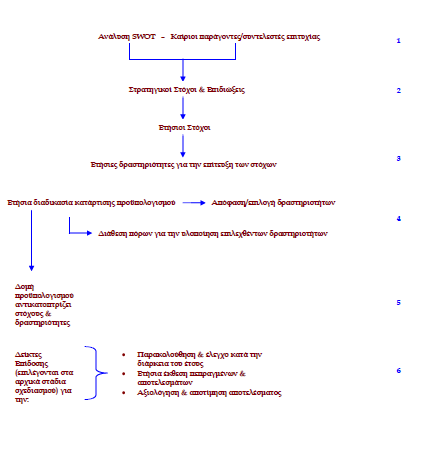 Ανάλυση SWOT – Καίριοι παράγοντες/συντελεστές επιτυχίας 1
Στρατηγικοί Στόχοι & Επιδιώξεις 2
Ετήσιοι Στόχοι
Ετήσιες δραστηριότητες για την επίτευξη των στόχων 3
Ετήσια διαδικασία κατάρτισης προϋπολογισμού Απόφαση/επιλογή δραστηριοτήτων
4
Διάθεση πόρων για την υλοποίηση επιλεχθέντων δραστηριοτήτων
Δομή
προϋπολογισμού
αντικατοπτρίζει 5
στόχους &
δραστηριότητες
Δείκτες
Επίδοσης
(επιλέγονται στα
αρχικά στάδια
σχεδιασμού) για
την:
• Παρακολούθηση & έλεγχο κατά την
διάρκεια του έτους
• Ετήσια έκθεση πεπραγμένων & 6
αποτελεσμάτων
• Αξιολόγηση & αποτίμηση αποτελέσματος